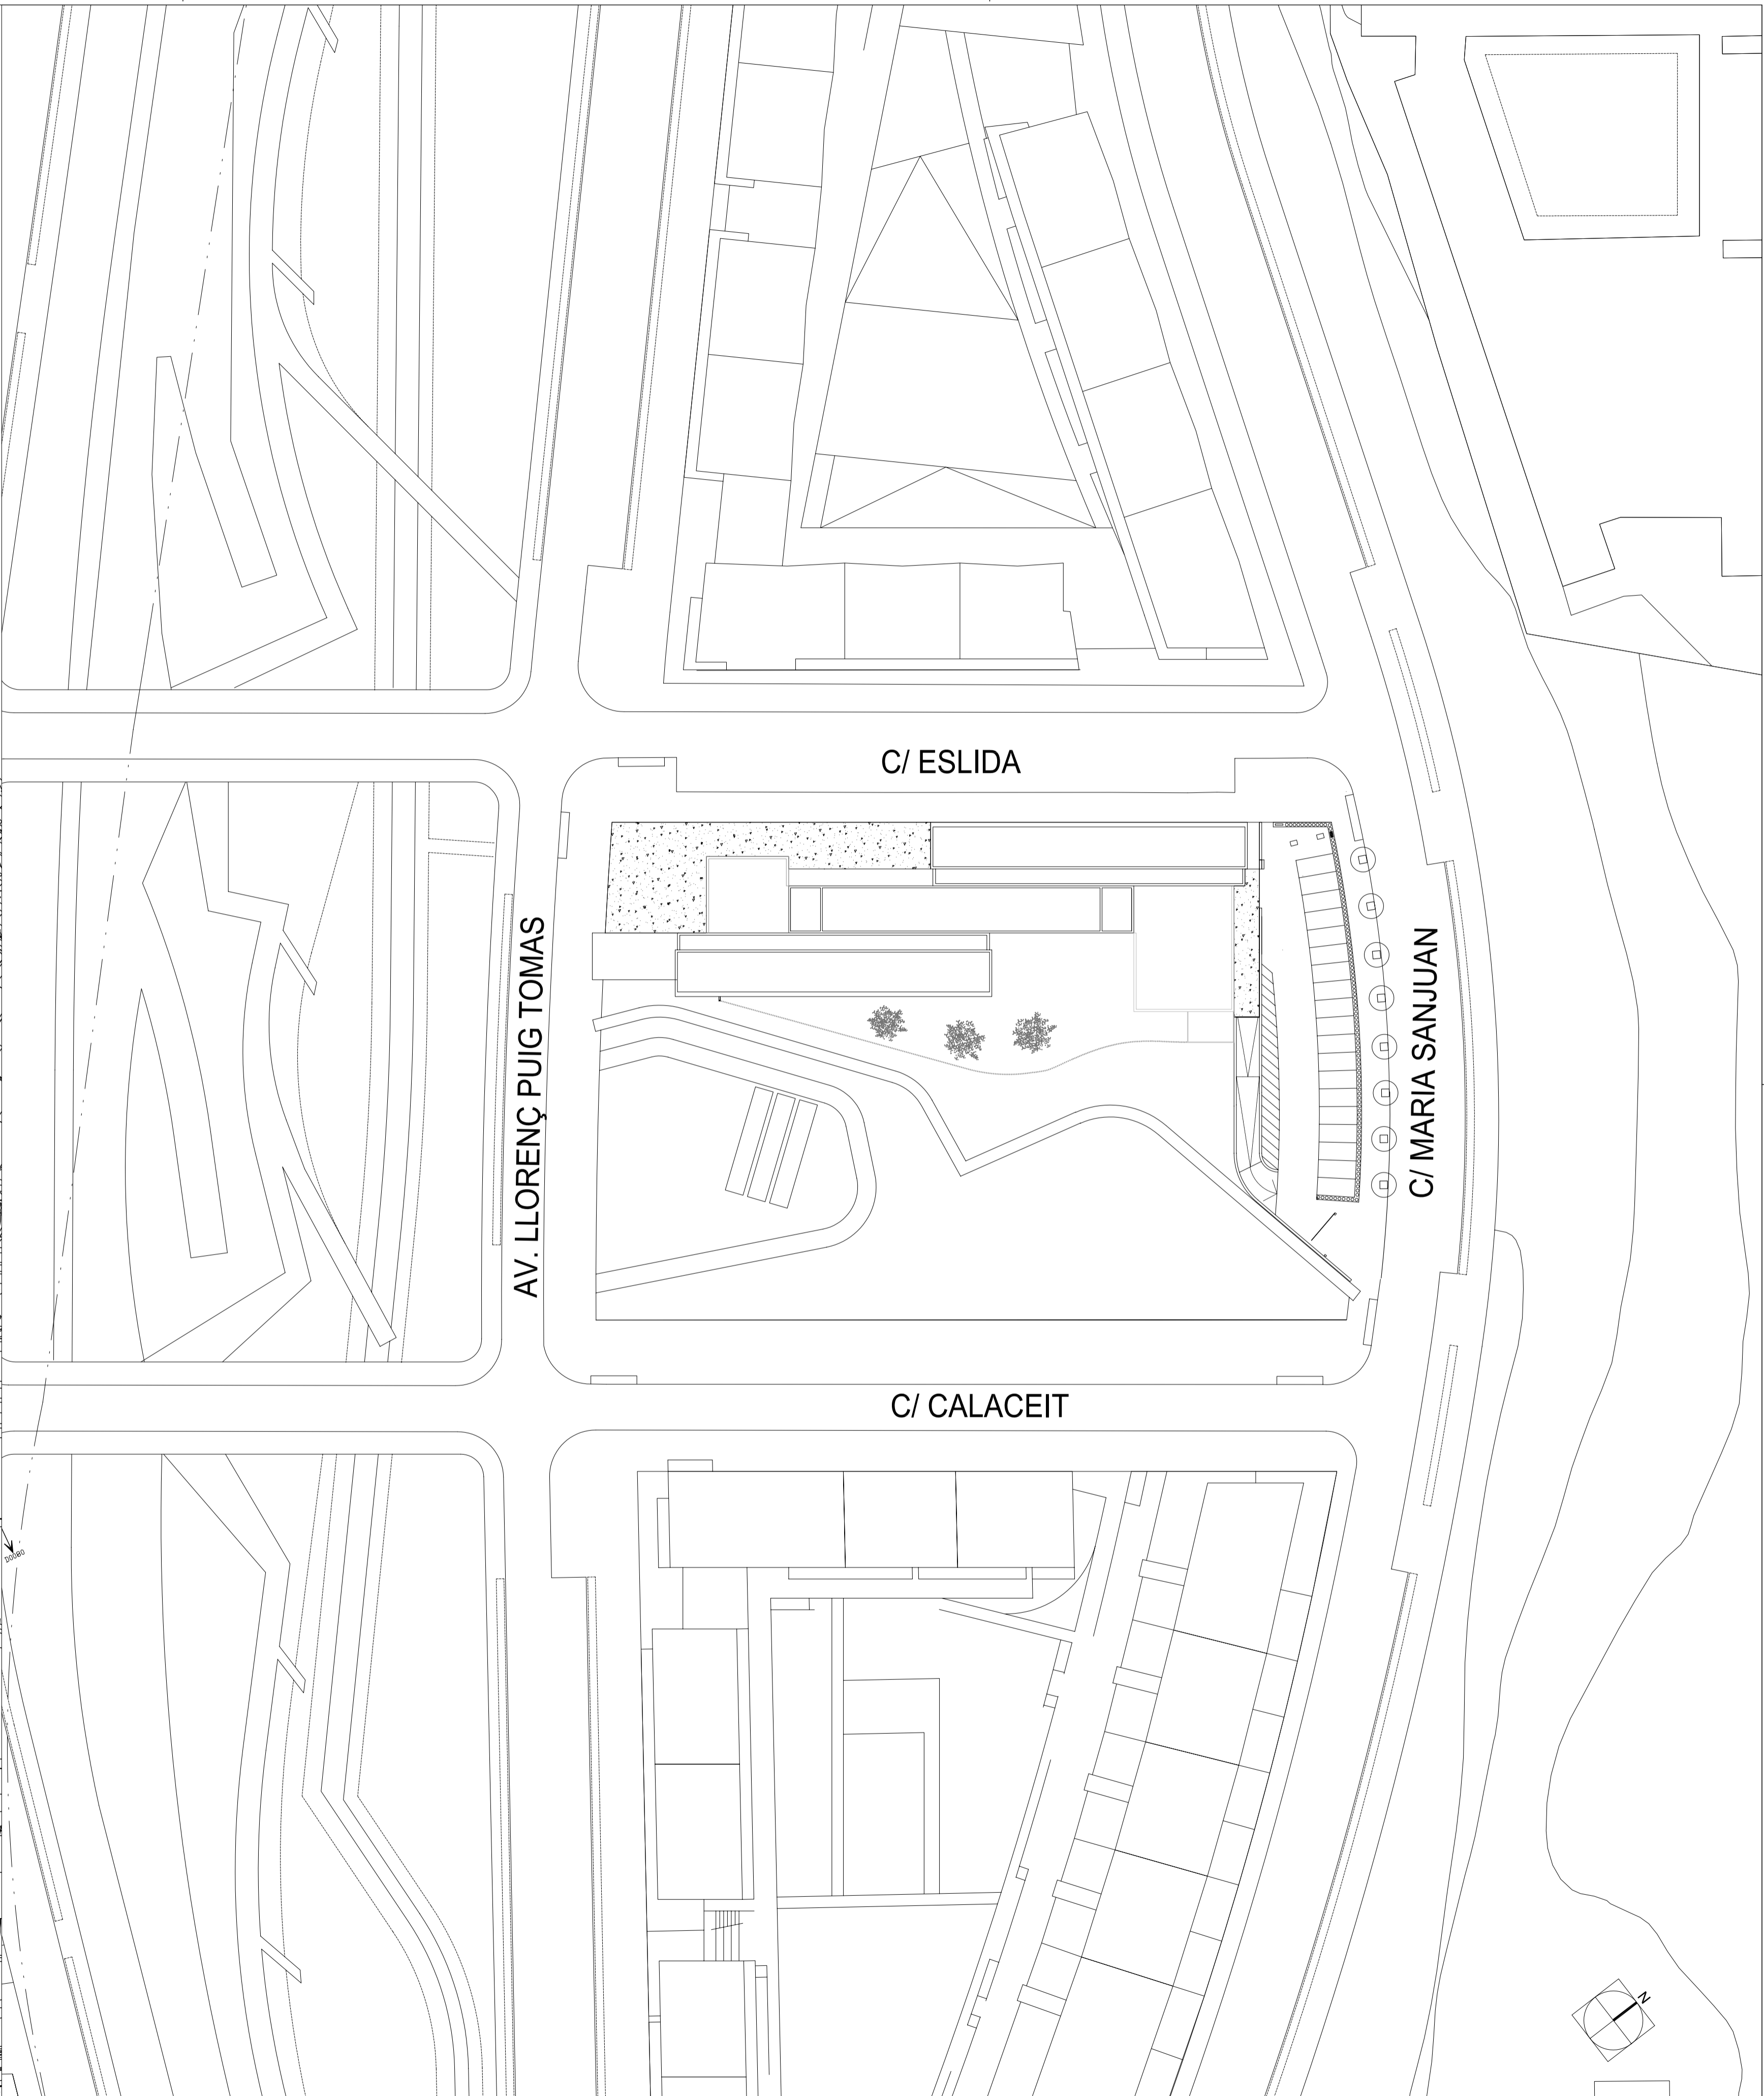 C/ ESLIDA
AV. LLORENÇ PUIG TOMAS
C/ MARIA SANJUAN
C/ CALACEIT
N